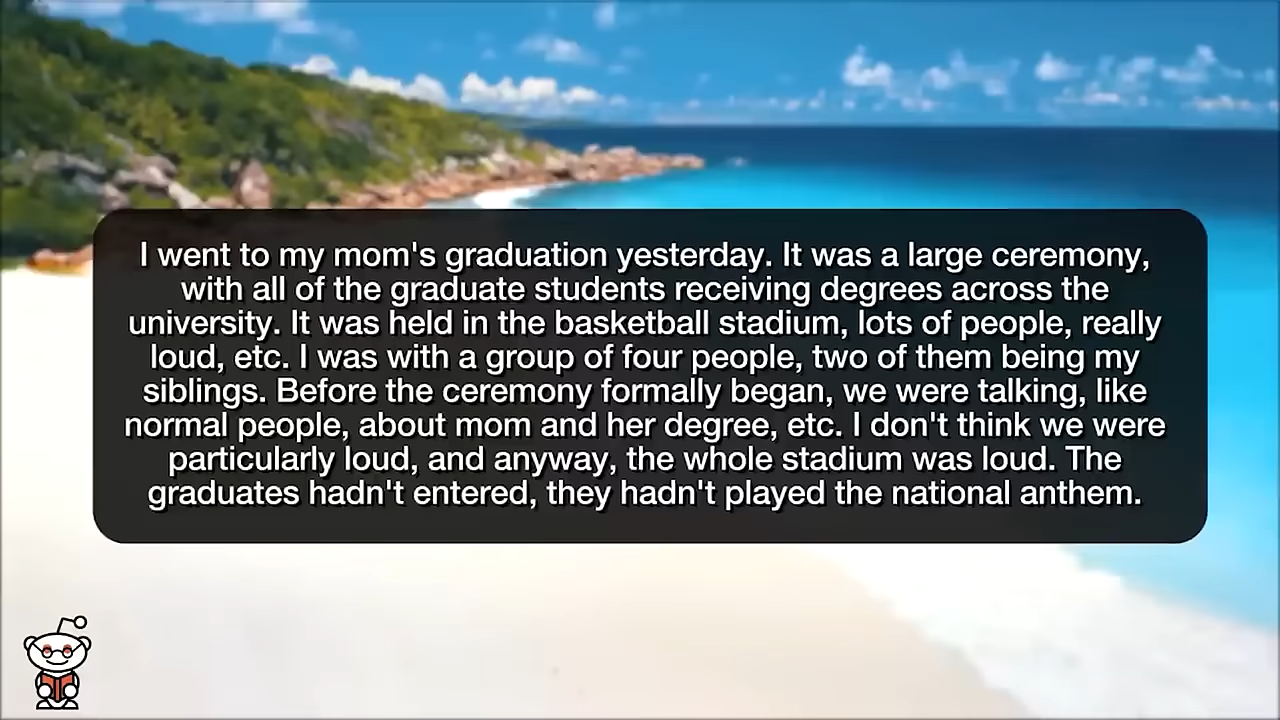 I went to my mom's graduation yesterday. It was a large ceremony,
with all of the graduate students receiving degrees across the
university. It was held in the basketball stadium, lots of people, really
loud, etc. I was with a group of four people, two of them being my
siblings. Before the ceremony formally began, we were talking, like
normal people, about mom and her degree, etc. I don't think we were
particularly loud, and anyway, the whole stadium was loud. The
graduates hadn't entered, they hadn't played the national anthem.